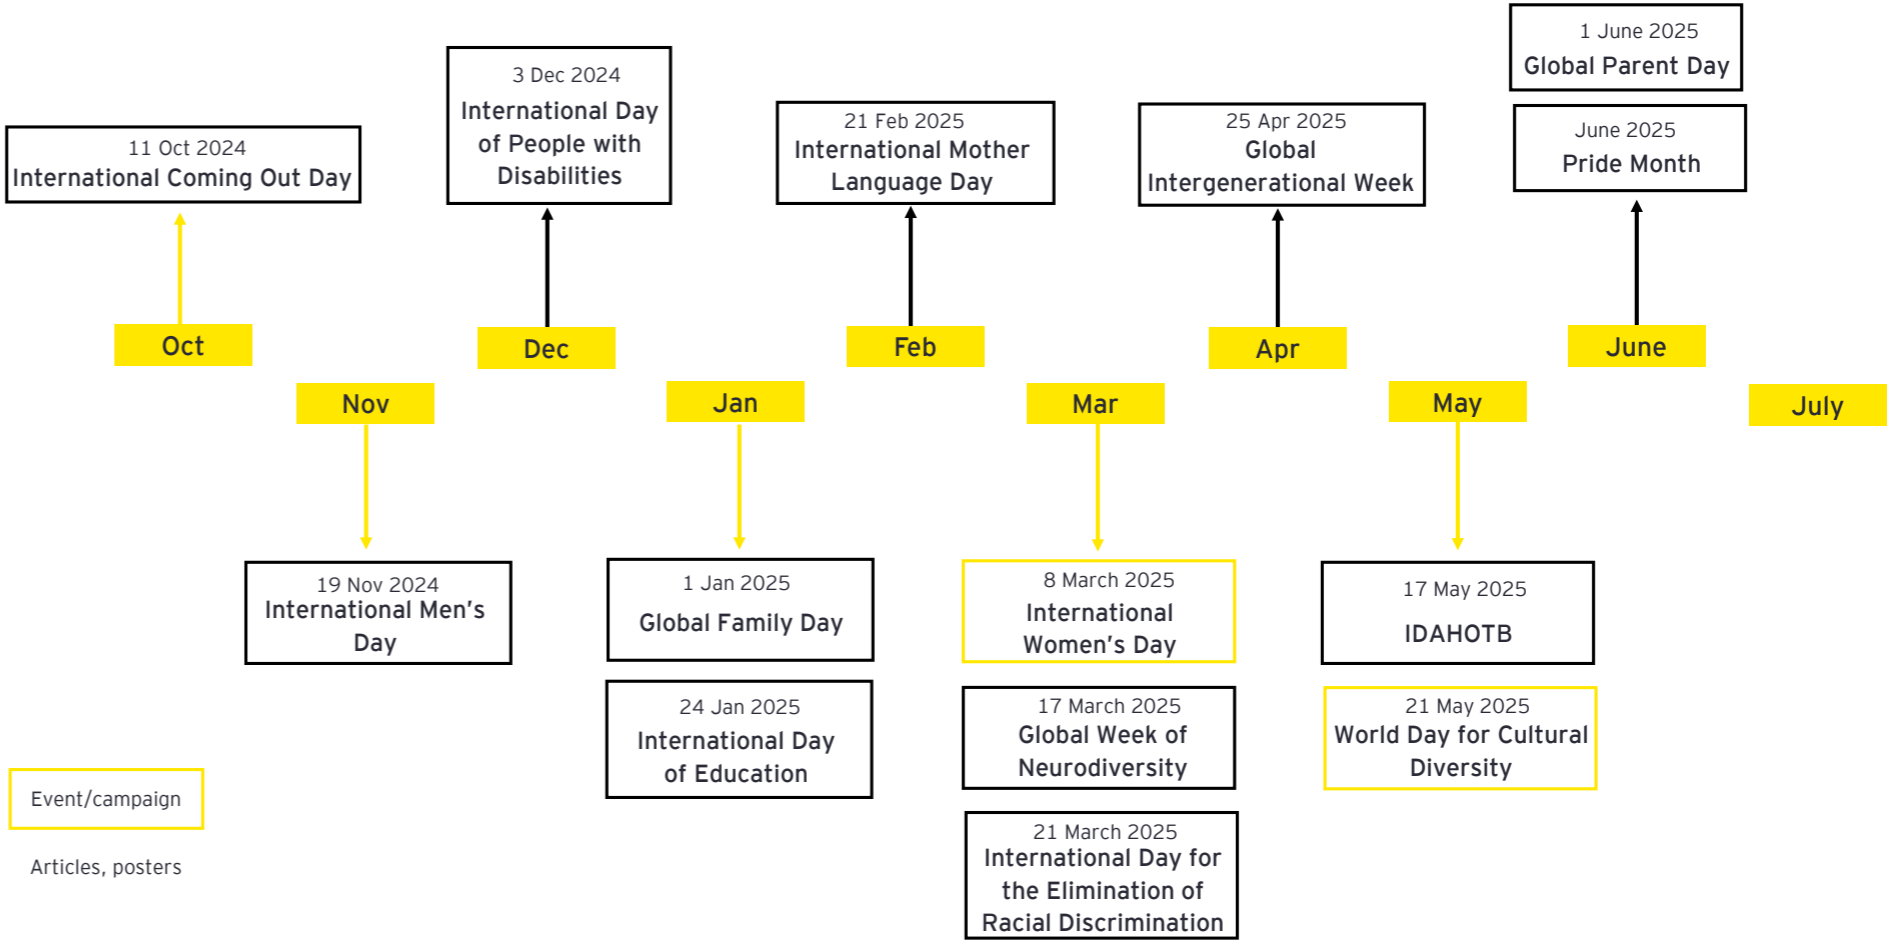 1 June 2025
Global Parent Day
3 Dec 2024
International Day
of People with
Disabilities
21 Feb 2025
International Mother
Language Day
25 Apr 2025
Global
Intergenerational Week
June 2025
Pride Month
11 Oct 2024
International Coming Out Day
Oct
Dec
Feb
Apr
June
Nov
Jan
Mar
May
July
19 Nov 2024
International Men's
Day
1 Jan 2025
Global Family Day
24 Jan 2025
International Day
of Education
8 March 2025
International
Women's Day
17 March 2025
Global Week of
Neurodiversity
21 March 2025
International Day for
the Elimination of
Racial Discrimination
17 May 2025
IDAHOTB
21 May 2025
World Day for Cultural
Diversity
Event/campaign
Articles, posters